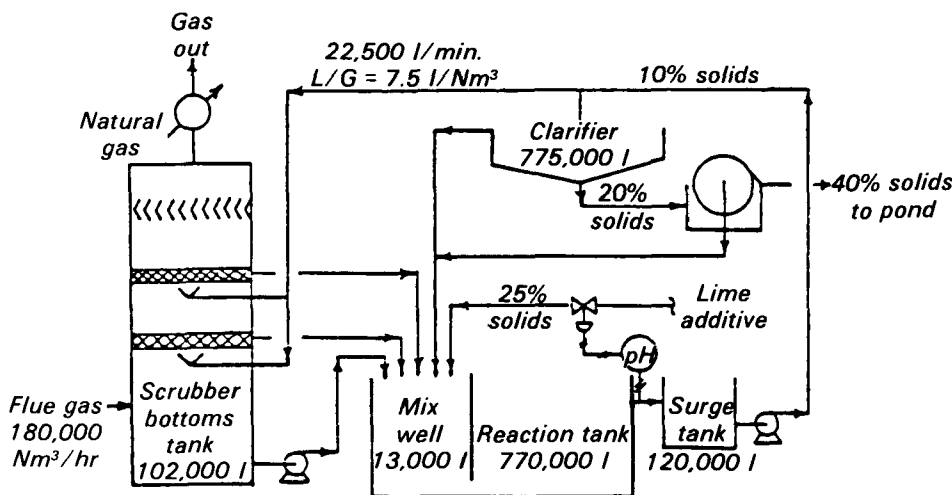 Gas
out
22,500 l/min.
L/G = 7.5 l/Nm³
10% solids
Natural
gas
Clarifier
775,000 l
20%
solids
40% solids
to pond
25%
solids
Lime
additive
pH
Flue gas
180,000
Nm³/hr
Scrubber
bottoms
tank
102,000 l
Mix
well
13,000 l
Reaction tank
770,000 l
Surge
tank
120,000 l